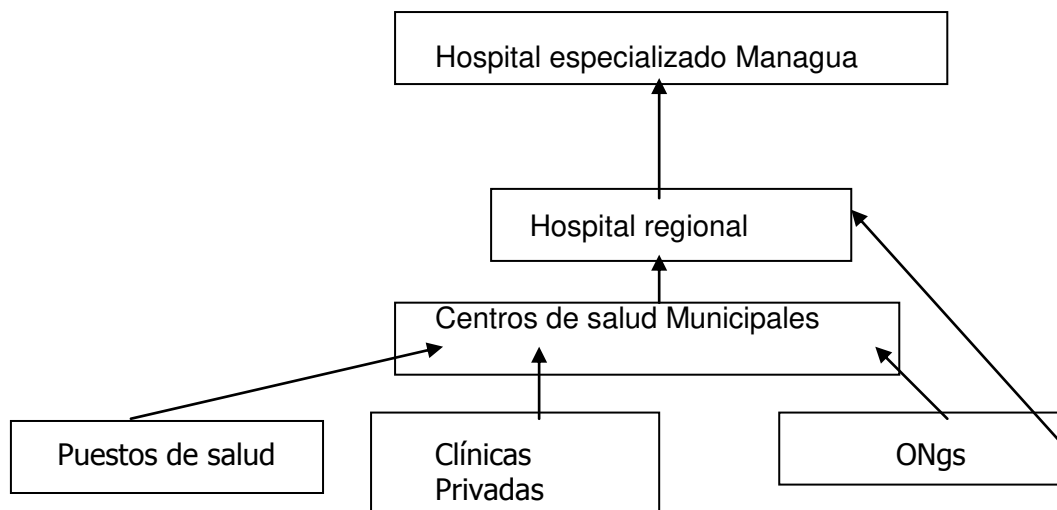 Hospital especializado Managua
Hospital regional
Centros de salud Municipales
Puestos de salud
Clínicas
Privadas
ONgs